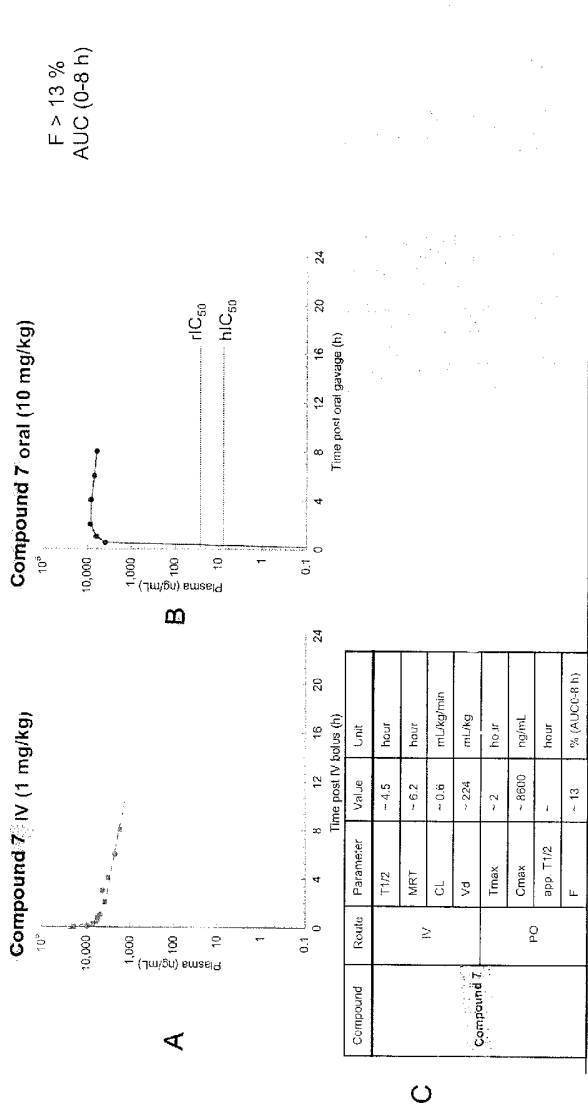 A
Compound 7 IV (1 mg/kg)
Plasma (ng/mL)
10⁵
10,000
1,000
100
10
1
0.1
0
4
8
12
16
20
24
Time post IV bolus (h)
B
Compound 7 oral (10 mg/kg)
Plasma (ng/mL)
10⁵
10,000
1,000
100
10
1
0.1
rIC₅₀
hIC₅₀
0
4
8
12
16
20
24
Time post oral gavage (h)
F > 13 %
AUC (0-8 h)
C
Compound Route Parameter Value Unit
Compound 7 IV T1/2 ~ 4.5 hour
MRT ~ 6.2 hour
CL ~ 0.6 mL/kg/min
Vd ~ 224 mL/kg
PO Tmax ~ 2 hour
Cmax ~ 8600 ng/mL
app. T1/2 ~ hour
F ~ 13 % (AUC0-8 h)